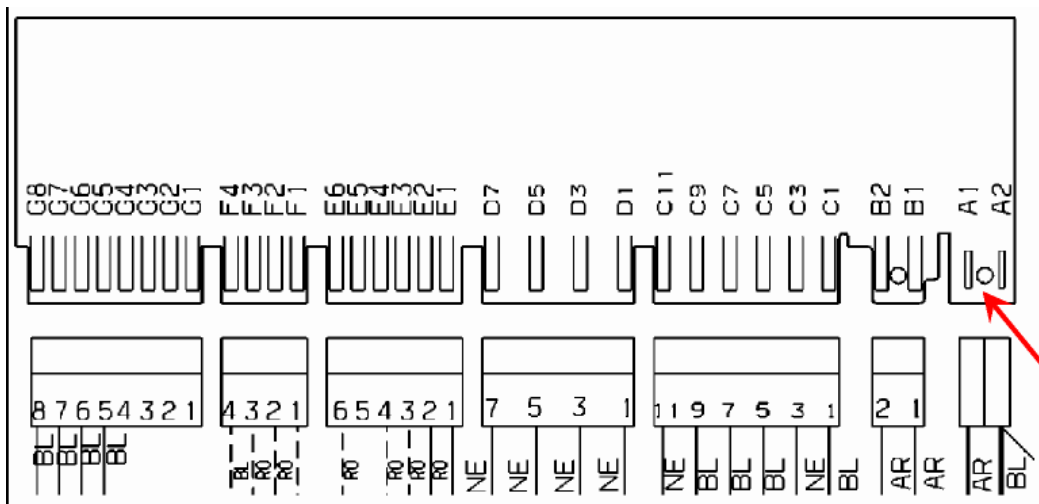 G8 G7 G6 G5 G4 G3 G2 G1 F4 F3 F2 F1 E6 E5 E4 E3 E2 E1 D7 D5 D3 D1 C11 C9 C7 C5 C3 C1 B2 B1 A1 A2
8 7 6 5 4 3 2 1 4 3 2 1 6 5 4 3 2 1 7 5 3 1 11 9 7 5 3 1 2 1
BL BL BL BL BL RO RO RO RO RO RO NE NE NE NE NE BL BL BL NE BL AR AR AR BL